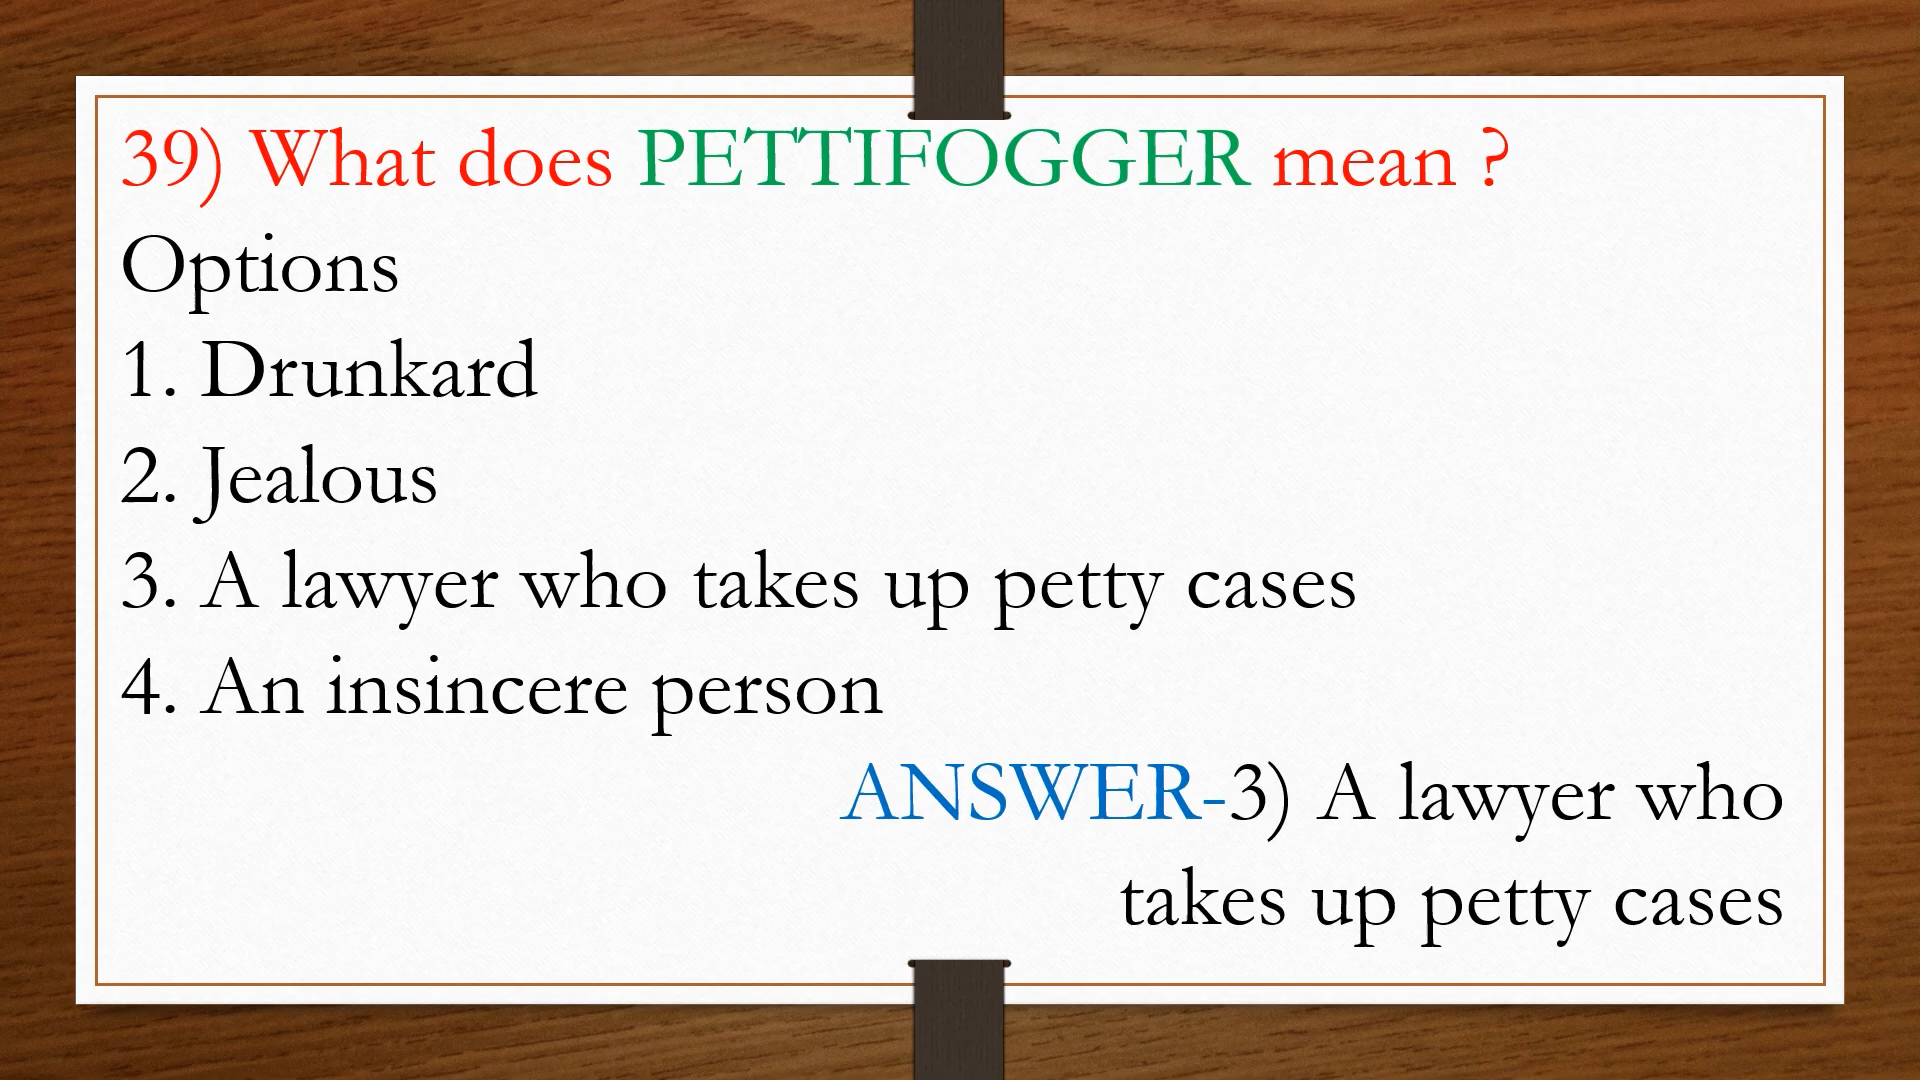 39) What does PETTIFOGGER mean ?
Options
1. Drunkard
2. Jealous
3. A lawyer who takes up petty cases
4. An insincere person
ANSWER-3) A lawyer who
takes up petty cases